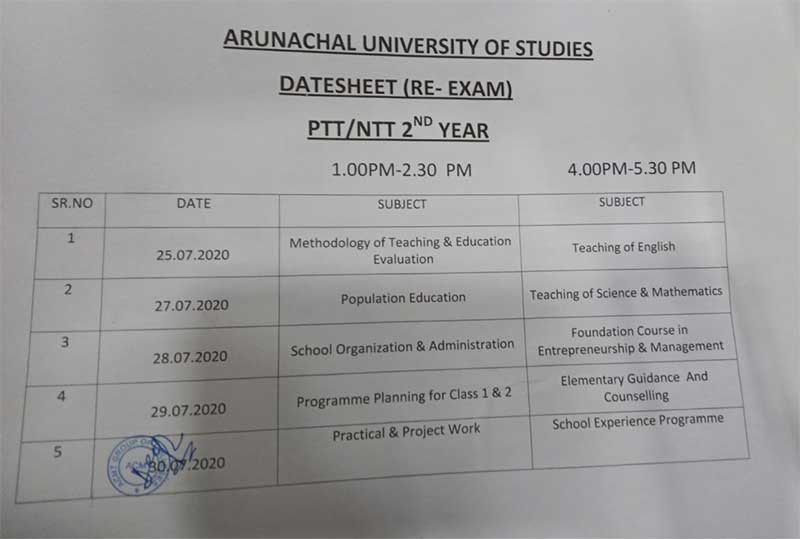 ARUNACHAL UNIVERSITY OF STUDIES
DATESHEET (RE- EXAM)
PTT/NTT 2ND YEAR
1.00PM-2.30 PM 4.00PM-5.30 PM
SR.NO DATE SUBJECT SUBJECT
1 25.07.2020 Methodology of Teaching & Education
Evaluation
Teaching of English
2 27.07.2020 Population Education Teaching of Science & Mathematics
3 28.07.2020 School Organization & Administration
Foundation Course in
Entrepreneurship & Management
4 29.07.2020 Programme Planning for Class 1 & 2
Elementary Guidance And
Counselling
5 30.07.2020 Practical & Project Work School Experience Programme
ACMT GROUP